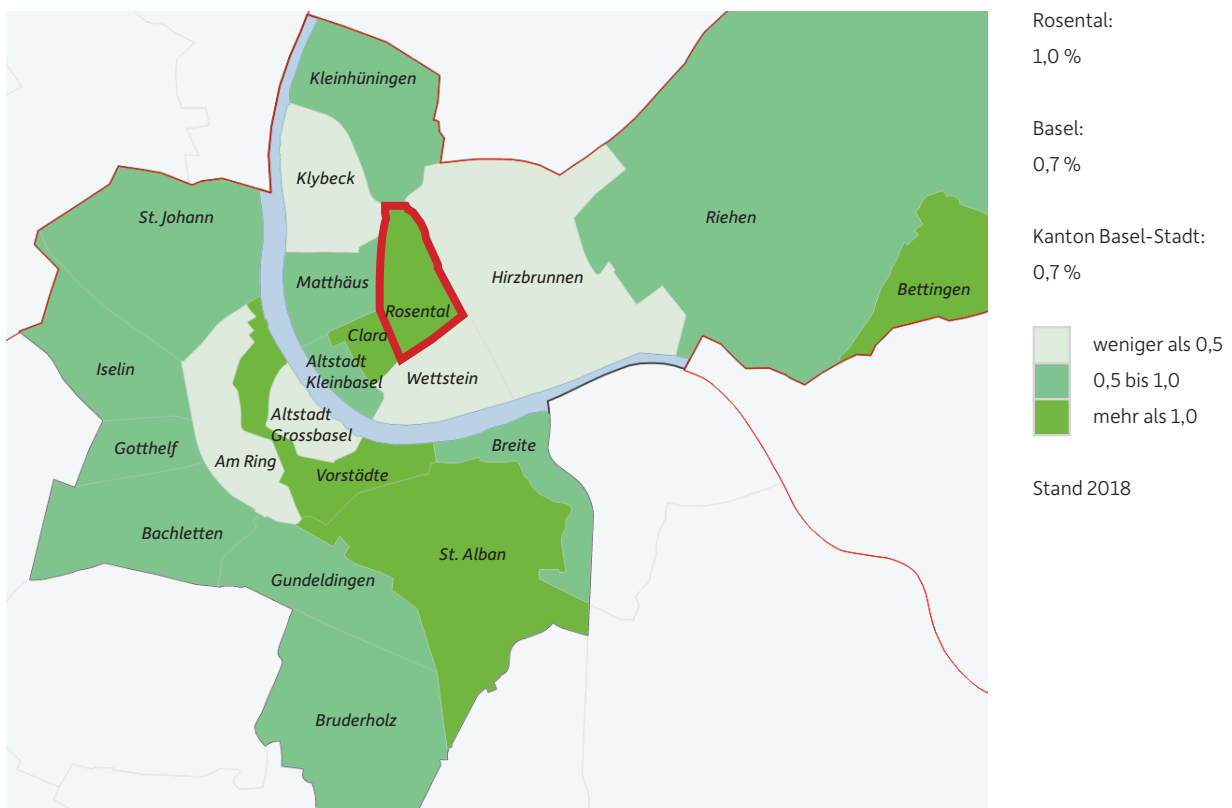 Kleinhüningen
Klybeck
St. Johann
Riehen
Hirzbrunnen
Matthäus
Bettingen
Rosental
Clara
Iselin
Altstadt
Kleinbasel
Wettstein
Altstadt
Grossbasel
Gotthelf
Breite
Am Ring
Vorstädte
Bachletten
St. Alban
Gundeldingen
Bruderholz
Rosental:
1,0 %
Basel:
0,7 %
Kanton Basel-Stadt:
0,7 %
weniger als 0,5
0,5 bis 1,0
mehr als 1,0
Stand 2018